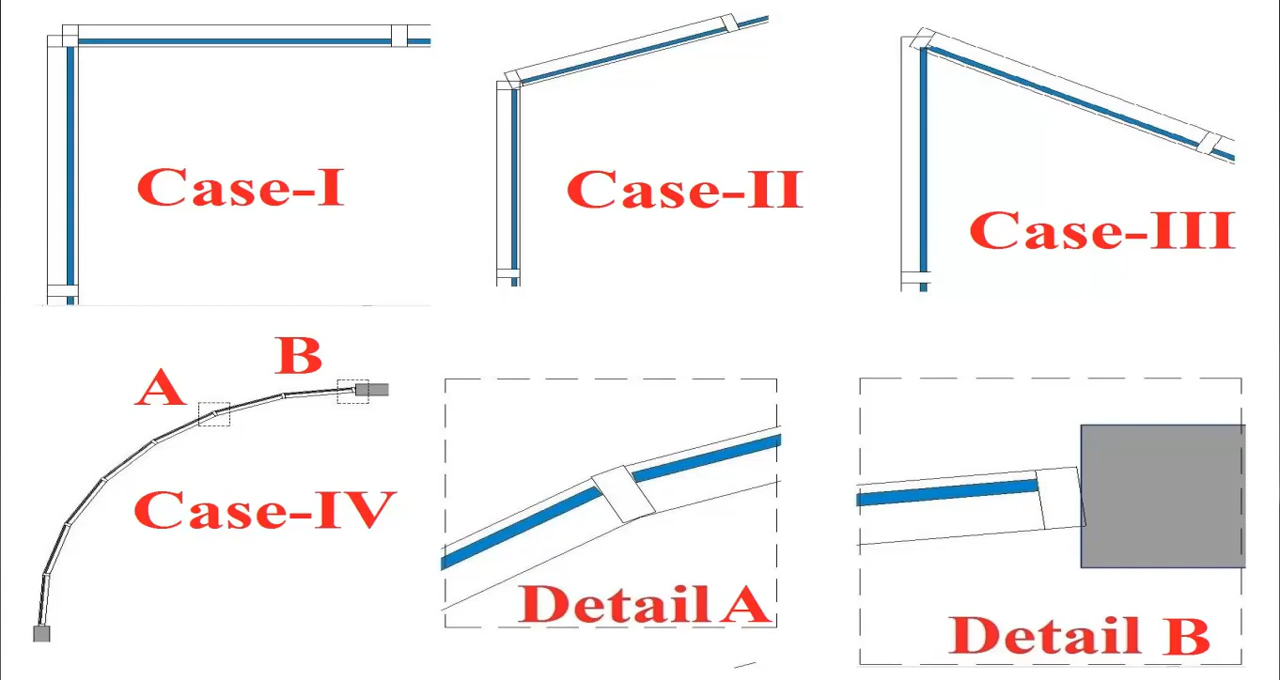 Case-I
Case-II
Case-III
A
B
Case-IV
Detail A
Detail B